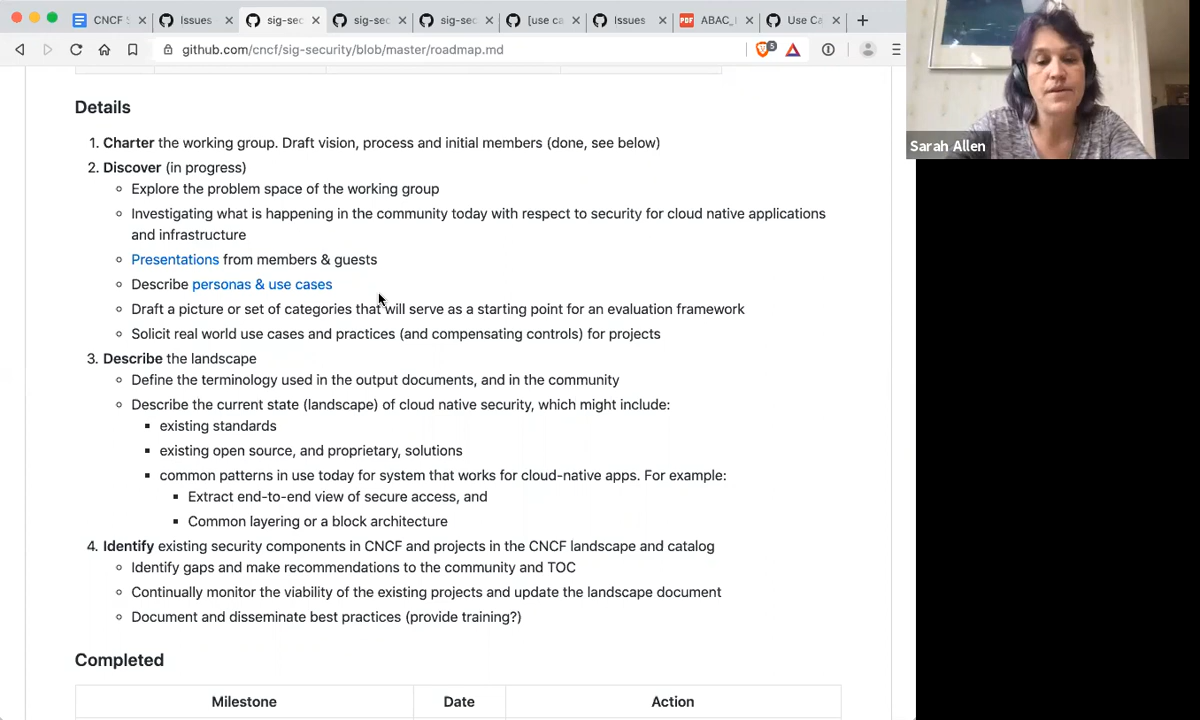 CNCF S
Issues
sig-sec
sig-sec
sig-sec
[use ca
Issues
ABAC_
Use Ca
github.com/cncf/sig-security/blob/master/roadmap.md
5
Sarah Allen
Details
1. Charter the working group. Draft vision, process and initial members (done, see below)
2. Discover (in progress)
Explore the problem space of the working group
Investigating what is happening in the community today with respect to security for cloud native applications
and infrastructure
Presentations from members & guests
Describe personas & use cases
Draft a picture or set of categories that will serve as a starting point for an evaluation framework
Solicit real world use cases and practices (and compensating controls) for projects
3. Describe the landscape
Define the terminology used in the output documents, and in the community
Describe the current state (landscape) of cloud native security, which might include:
existing standards
existing open source, and proprietary, solutions
common patterns in use today for system that works for cloud-native apps. For example:
Extract end-to-end view of secure access, and
Common layering or a block architecture
4. Identify existing security components in CNCF and projects in the CNCF landscape and catalog
Identify gaps and make recommendations to the community and TOC
Continually monitor the viability of the existing projects and update the landscape document
Document and disseminate best practices (provide training?)
Completed
Milestone
Date
Action